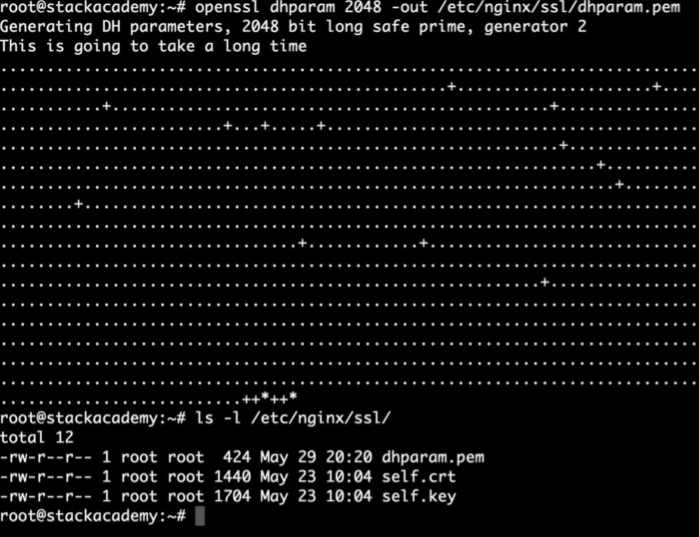 root@stackacademy:~# openssl dhparam 2048 -out /etc/nginx/ssl/dhparam.pem
Generating DH parameters, 2048 bit long safe prime, generator 2
This is going to take a long time
...........................................................................
................................................+.....................+....
...........+...............................................+...............
........................+...+.....+........................................
............................................................+..............
................................................................+..........
..................................................................+........
........+..................................................................
...........................................................................
................................+............+.............................
...........................................................................
..........................................................+................
...........................................................................
...........................................................................
...........................................................................
...........................................................................
...........................................................................
..........................++*++*
root@stackacademy:~# ls -l /etc/nginx/ssl/
total 12
-rw-r--r-- 1 root root  424 May 29 20:20 dhparam.pem
-rw-r--r-- 1 root root 1440 May 23 10:04 self.crt
-rw-r--r-- 1 root root 1704 May 23 10:04 self.key
root@stackacademy:~#